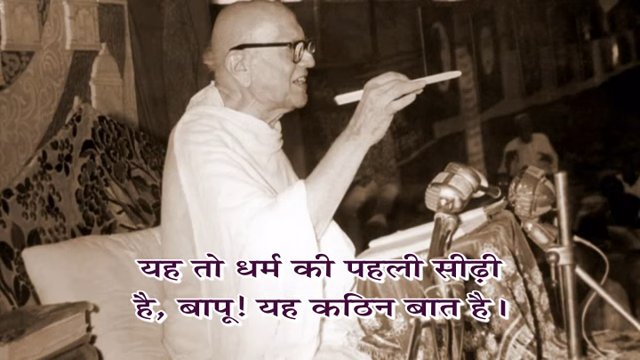 यह तो धर्म की पहली सीढ़ी
है, बापू! यह कठिन बात है।